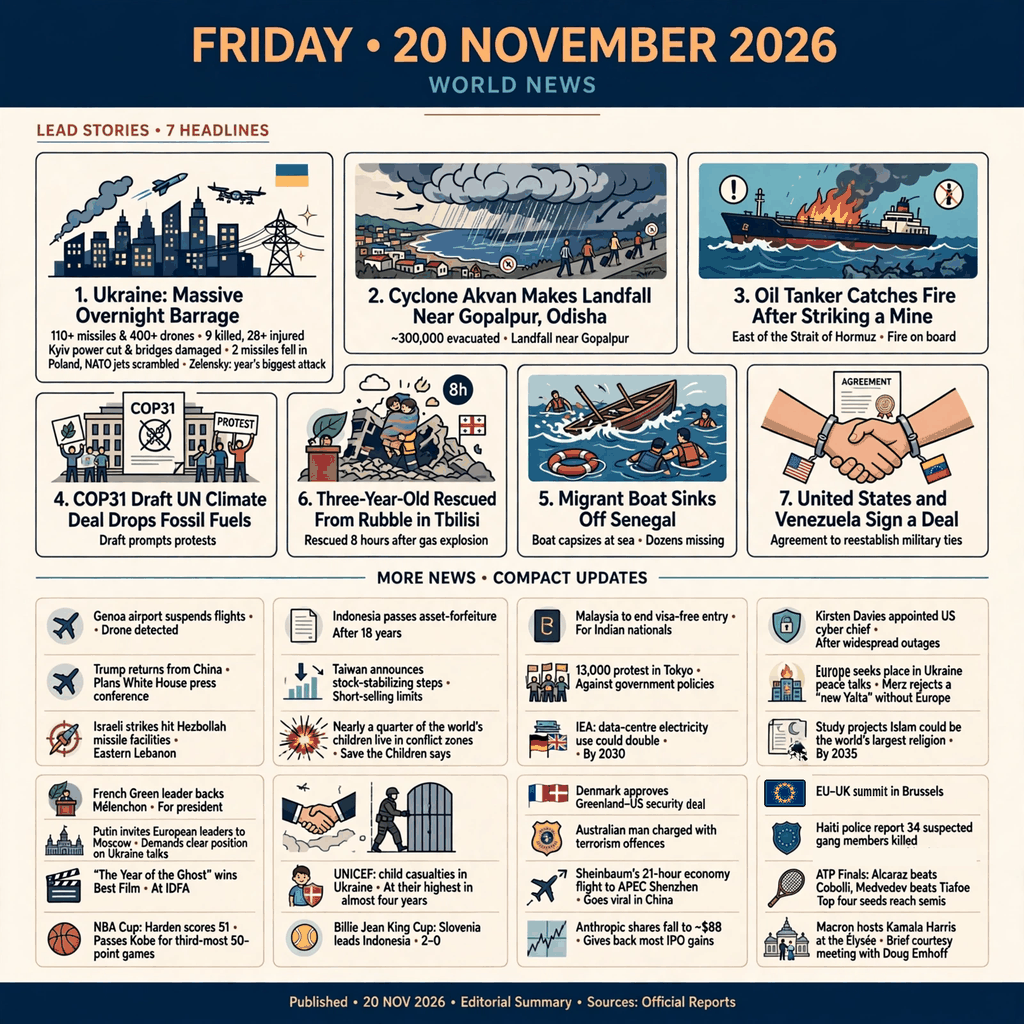 FRIDAY • 20 NOVEMBER 2026
WORLD NEWS
LEAD STORIES • 7 HEADLINES
1. Ukraine: Massive
Overnight Barrage
110+ missiles & 400+ drones • 9 killed, 28+ injured
Kyiv power cut & bridges damaged • 2 missiles fell in
Poland, NATO jets scrambled • Zelensky: year's biggest attack
2. Cyclone Akvan Makes Landfall
Near Gopalpur, Odisha
~300,000 evacuated • Landfall near Gopalpur
!
3. Oil Tanker Catches Fire
After Striking a Mine
East of the Strait of Hormuz • Fire on board
COP31
PROTEST
4. COP31 Draft UN Climate
Deal Drops Fossil Fuels
Draft prompts protests
8h
6. Three-Year-Old Rescued
From Rubble in Tbilisi
Rescued 8 hours after gas explosion
5. Migrant Boat Sinks
Off Senegal
Boat capsizes at sea • Dozens missing
AGREEMENT
7. United States and
Venezuela Sign a Deal
Agreement to reestablish military ties
MORE NEWS • COMPACT UPDATES
Genoa airport suspends flights •
• Drone detected
Trump returns from China •
Plans White House press
conference
Israeli strikes hit Hezbollah
missile facilities •
Eastern Lebanon
Indonesia passes asset-forfeiture
After 18 years
Taiwan announces
stock-stabilizing steps •
Short-selling limits
Nearly a quarter of the world's
children live in conflict zones
• Save the Children says
Malaysia to end visa-free entry •
For Indian nationals
13,000 protest in Tokyo •
Against government policies
IEA: data-centre electricity
use could double •
• By 2030
Kirsten Davies appointed US
cyber chief •
After widespread outages
Europe seeks place in Ukraine
peace talks • Merz rejects a
“new Yalta” without Europe
Study projects Islam could be
the world's largest religion •
By 2035
French Green leader backs
Mélenchon • For president
Putin invites European leaders to
Moscow • Demands clear position
on Ukraine talks
“The Year of the Ghost” wins
Best Film • At IDFA
NBA Cup: Harden scores 51 •
Passes Kobe for third-most 50-
point games
UNICEF: child casualties in
Ukraine • At their highest in
almost four years
Billie Jean King Cup: Slovenia
leads Indonesia • 2–0
Denmark approves
Greenland–US security deal
Australian man charged with
terrorism offences
Sheinbaum's 21-hour economy
flight to APEC Shenzhen
• Goes viral in China
Anthropic shares fall to ~$88
• Gives back most IPO gains
EU–UK summit in Brussels
Haiti police report 34 suspected
gang members killed
ATP Finals: Alcaraz beats
Cobolli, Medvedev beats Tiafoe
Top four seeds reach semis
Macron hosts Kamala Harris
at the Élysée • Brief courtesy
meeting with Doug Emhoff
Published • 20 NOV 2026 • Editorial Summary • Sources: Official Reports